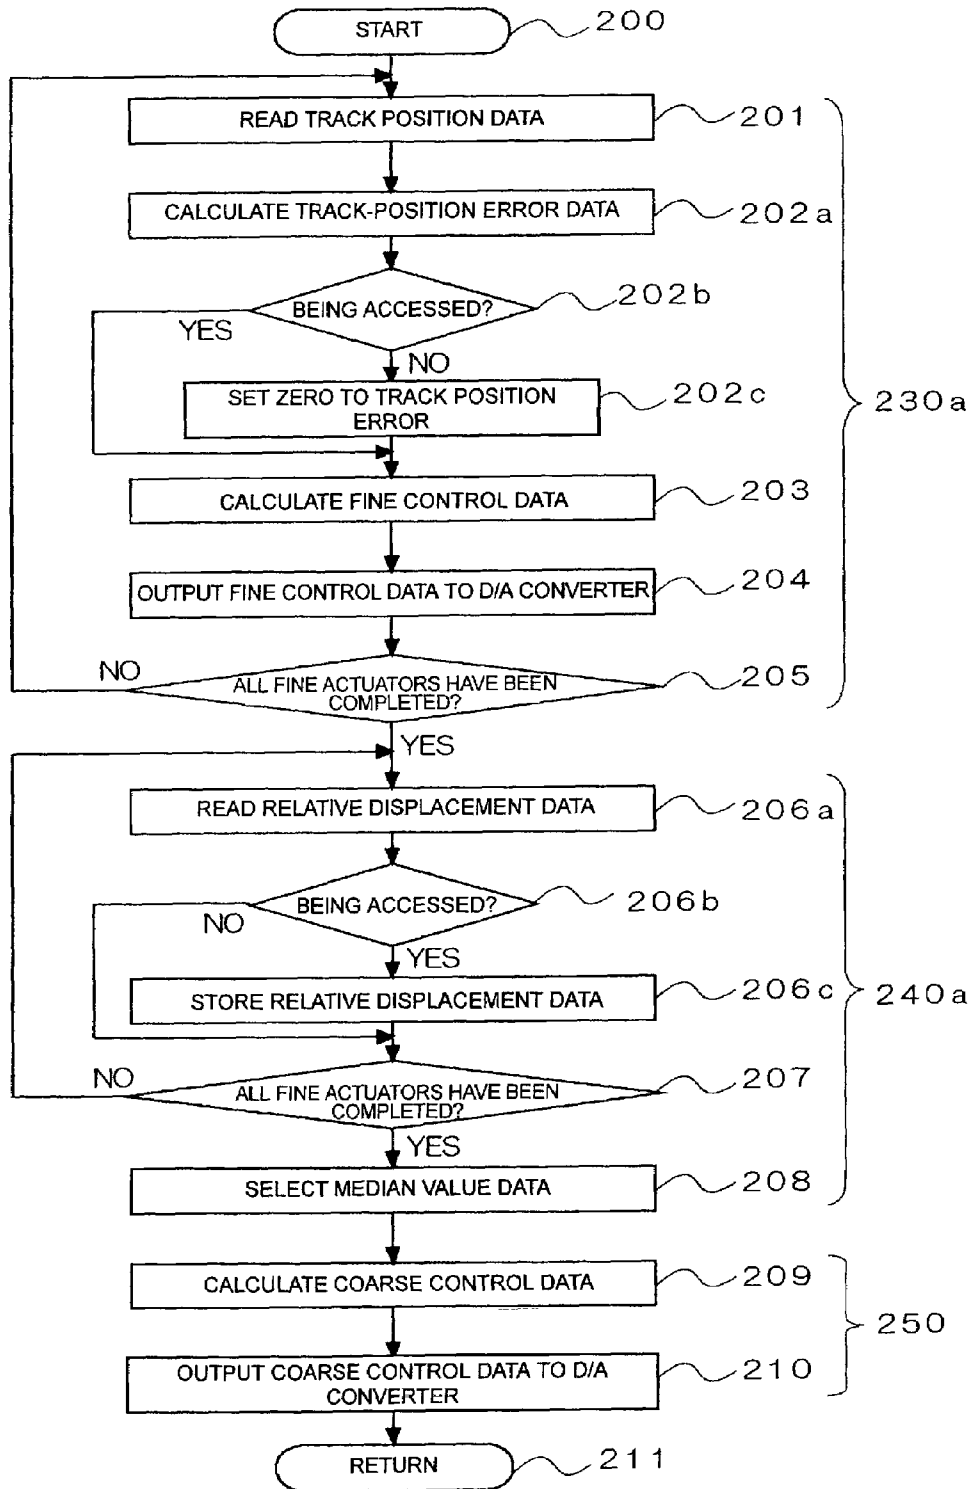 START
200
READ TRACK POSITION DATA
201
CALCULATE TRACK-POSITION ERROR DATA
202a
BEING ACCESSED?
202b
YES
NO
SET ZERO TO TRACK POSITION
ERROR
202c
230a
CALCULATE FINE CONTROL DATA
203
OUTPUT FINE CONTROL DATA TO D/A CONVERTER
204
NO
ALL FINE ACTUATORS HAVE BEEN
COMPLETED?
205
YES
READ RELATIVE DISPLACEMENT DATA
206a
BEING ACCESSED?
206b
NO
YES
STORE RELATIVE DISPLACEMENT DATA
206c
240a
NO
ALL FINE ACTUATORS HAVE BEEN
COMPLETED?
207
YES
SELECT MEDIAN VALUE DATA
208
CALCULATE COARSE CONTROL DATA
209
250
OUTPUT COARSE CONTROL DATA TO D/A
CONVERTER
210
RETURN
211